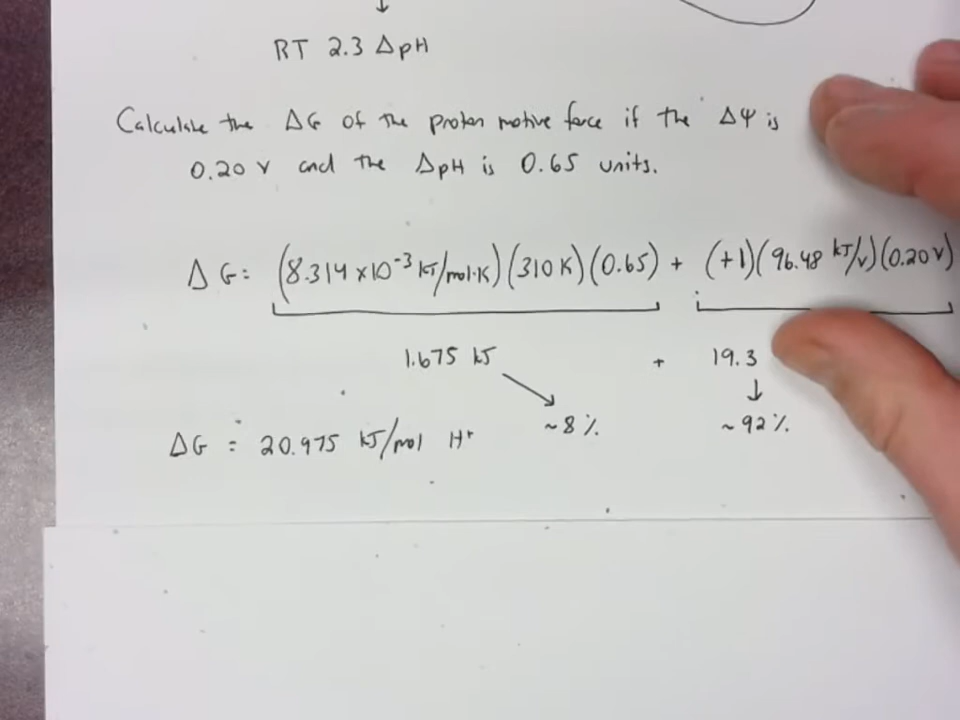 RT 2.3 ΔpH
Calculate the ΔG of the proton motive force if the ΔΨ is
0.20 V and the ΔpH is 0.65 units.
ΔG = (8.314 x10⁻³ kJ/mol·K)(310 K)(0.65) + (+1)(96.48 kJ/V)(0.20 V)
1.675 kJ + 19.3
~8% ~92%
ΔG = 20.975 kJ/mol H⁺